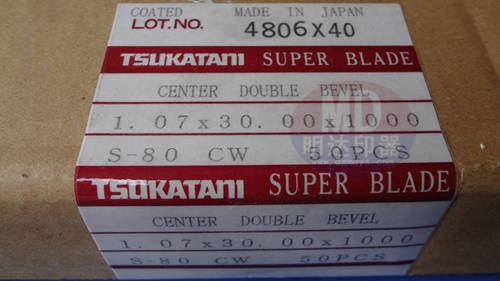 COATED MADE IN JAPAN
LOT.NO. 4806X40
TSUKATANI SUPER BLADE
CENTER DOUBLE BEVEL
1. 07x30. 00x1000
S-80 CW 50PCS
TSUKATANI SUPER BLADE
CENTER DOUBLE BEVEL
1. 07x30. 00x1000
S-80 CW 50PCS